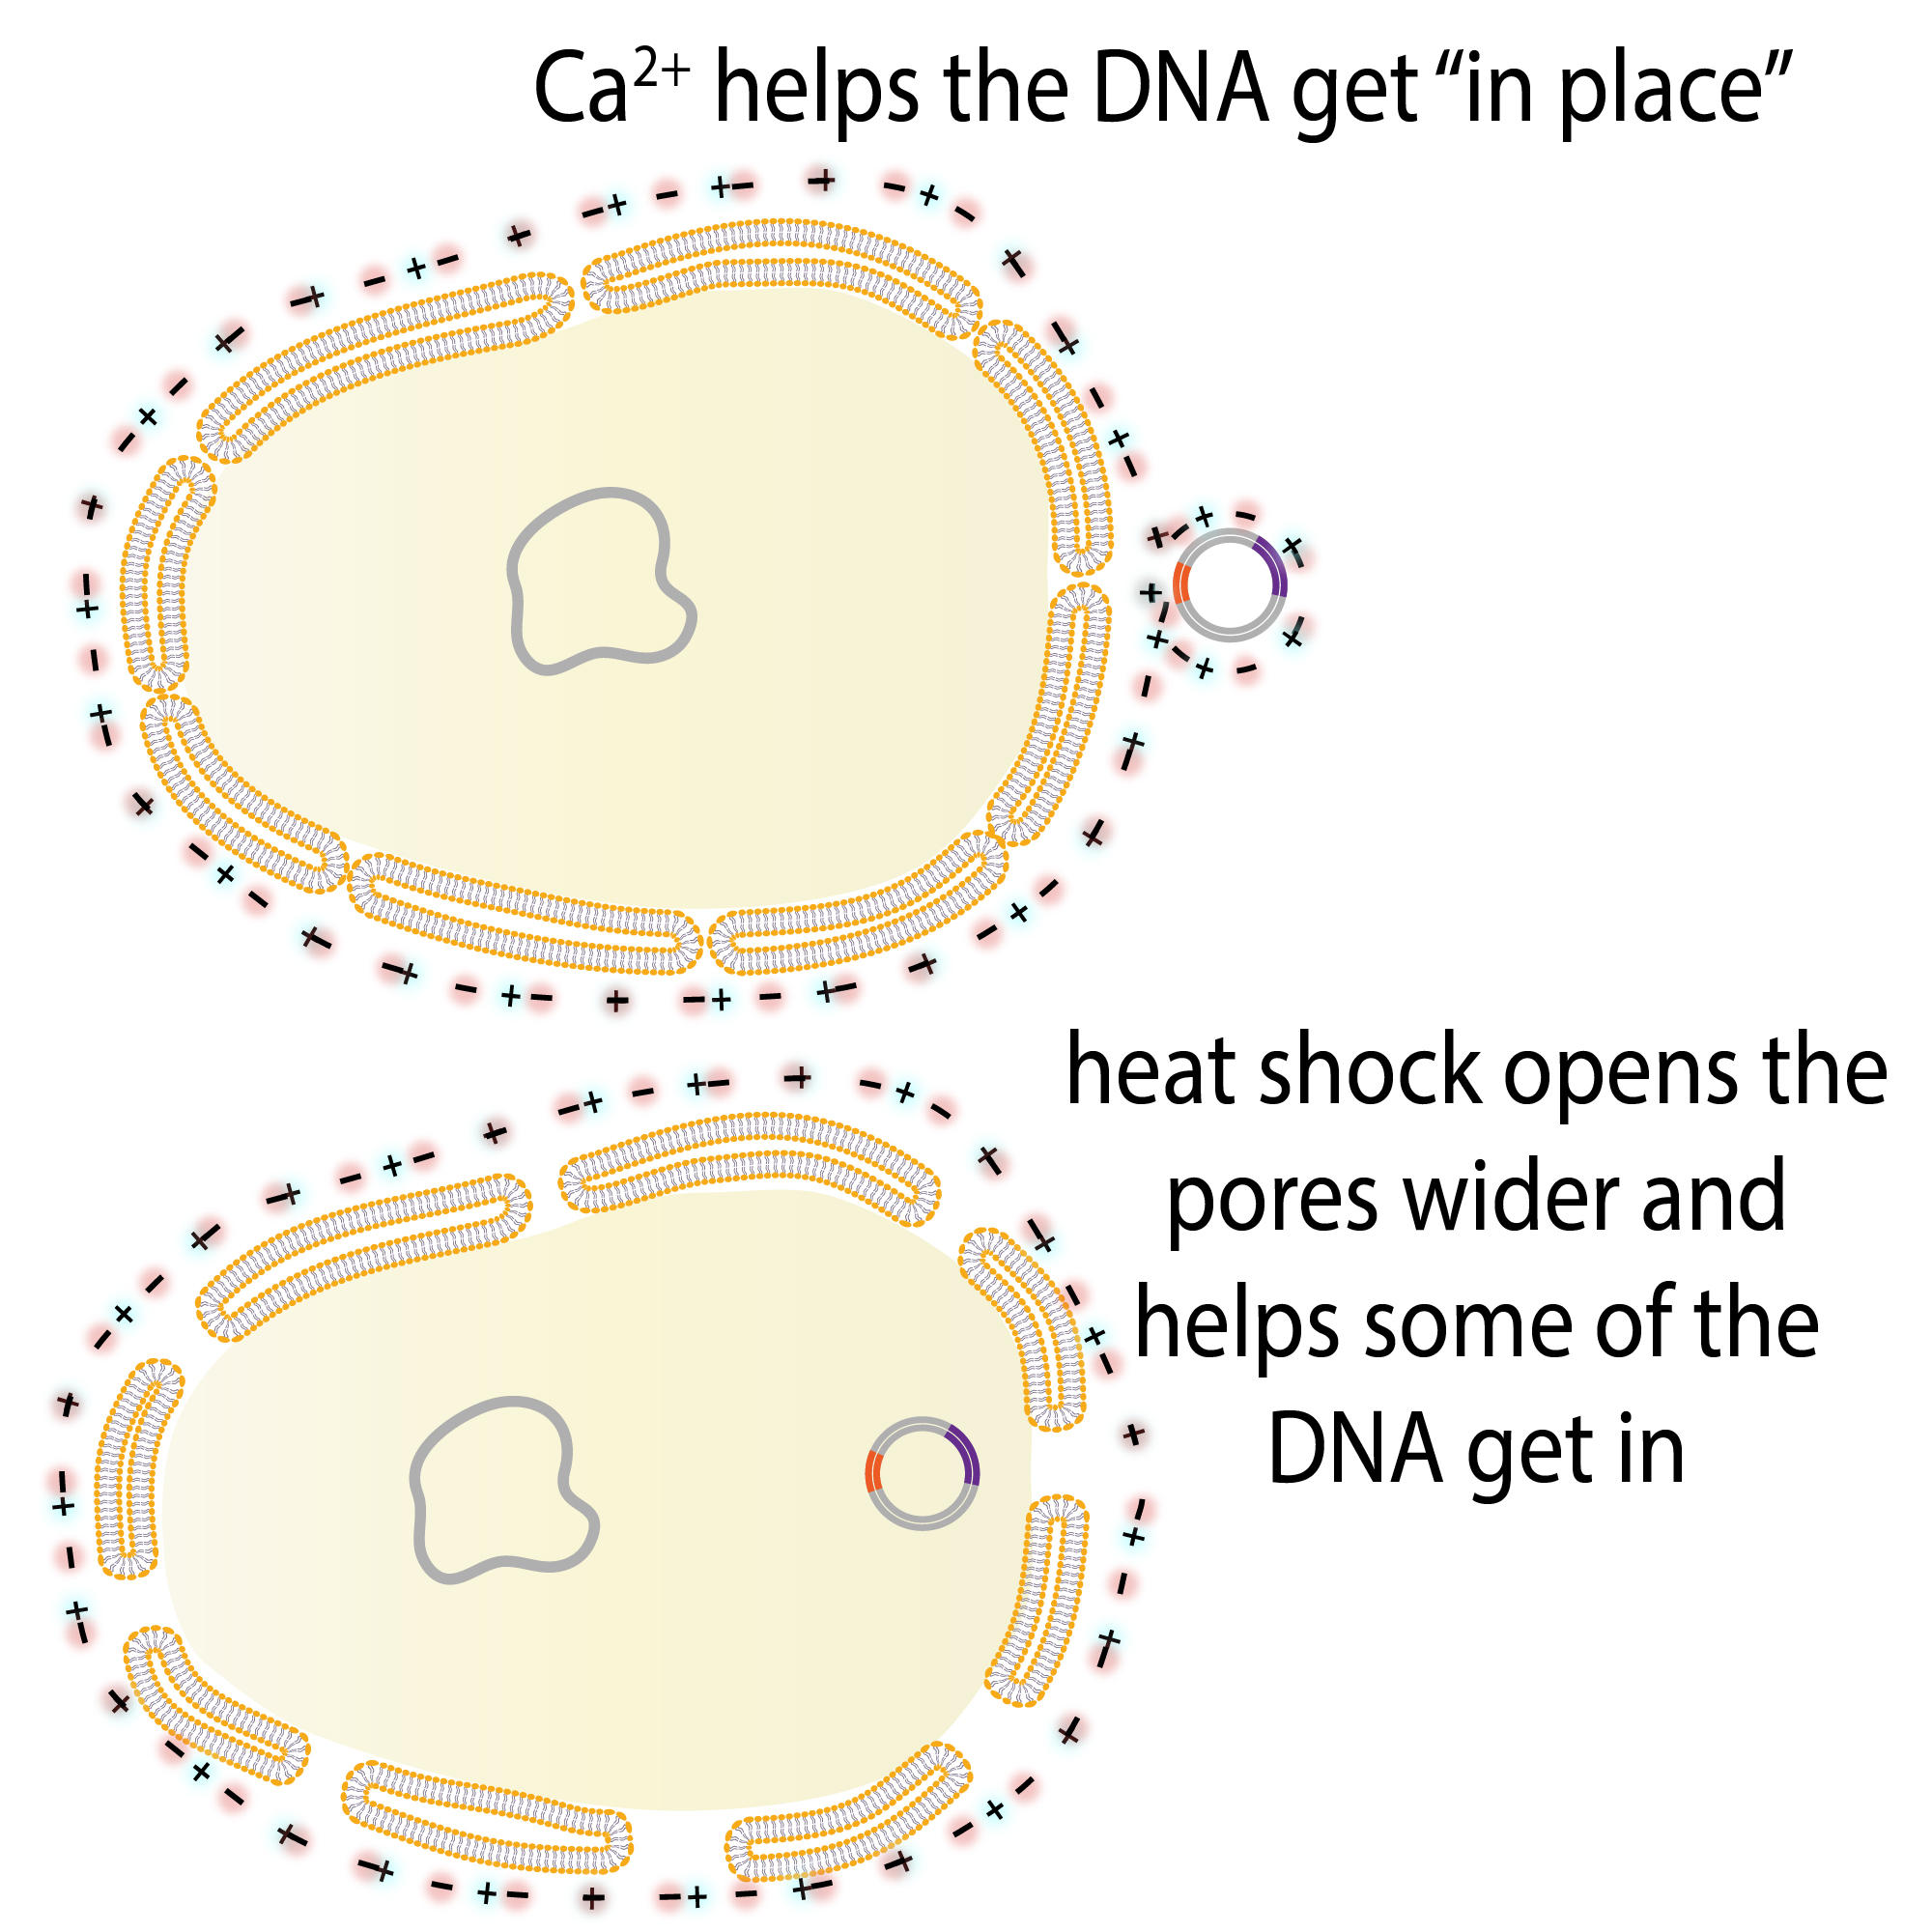 Ca²⁺ helps the DNA get “in place”
heat shock opens the
pores wider and
helps some of the
DNA get in